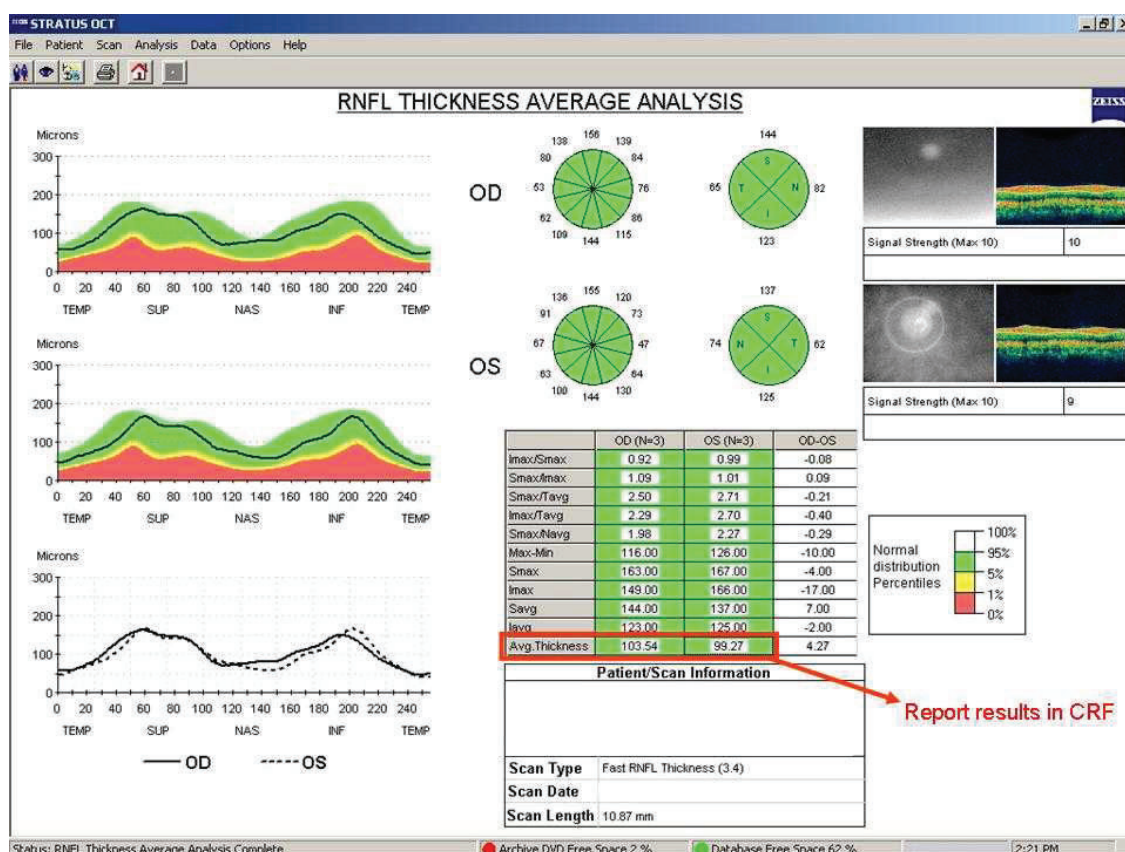 ZEISS STRATUS OCT
File Patient Scan Analysis Data Options Help
RNFL THICKNESS AVERAGE ANALYSIS
ZEISS
Microns
300
200
100
0
0 20 40 60 80 100 120 140 160 180 200 220 240
TEMP SUP NAS INF TEMP
OD
156
138 139
80 84
53 76
62 86
109 115
144
144
S
65 T N 82
I
123
Signal Strength (Max 10) 10
Microns
300
200
100
0
0 20 40 60 80 100 120 140 160 180 200 220 240
TEMP SUP NAS INF TEMP
OS
155
136 120
91 73
67 47
63 64
100 130
144
137
S
74 N T 62
I
125
Signal Strength (Max 10) 9
OD (N=3) OS (N=3) OD-OS
Imax/Smax 0.92 0.99 -0.08
Smax/Imax 1.09 1.01 0.09
Smax/Tavg 2.50 2.71 -0.21
Imax/Tavg 2.29 2.70 -0.40
Smax/Navg 1.98 2.27 -0.29
Max-Min 116.00 126.00 -10.00
Smax 163.00 167.00 -4.00
Imax 149.00 166.00 -17.00
Savg 144.00 137.00 7.00
Iavg 123.00 125.00 -2.00
Avg.Thickness 103.54 99.27 4.27
Normal
distribution
Percentiles
100%
95%
5%
1%
0%
Microns
300
200
100
0
0 20 40 60 80 100 120 140 160 180 200 220 240
TEMP SUP NAS INF TEMP
OD OS
Patient/Scan Information
Report results in CRF
Scan Type Fast RNFL Thickness (3.4)
Scan Date
Scan Length 10.87 mm
Status: RNFL Thickness Average Analysis Complete Archive DVD Free Space 2 % Database Free Space 62 % 2:21 PM